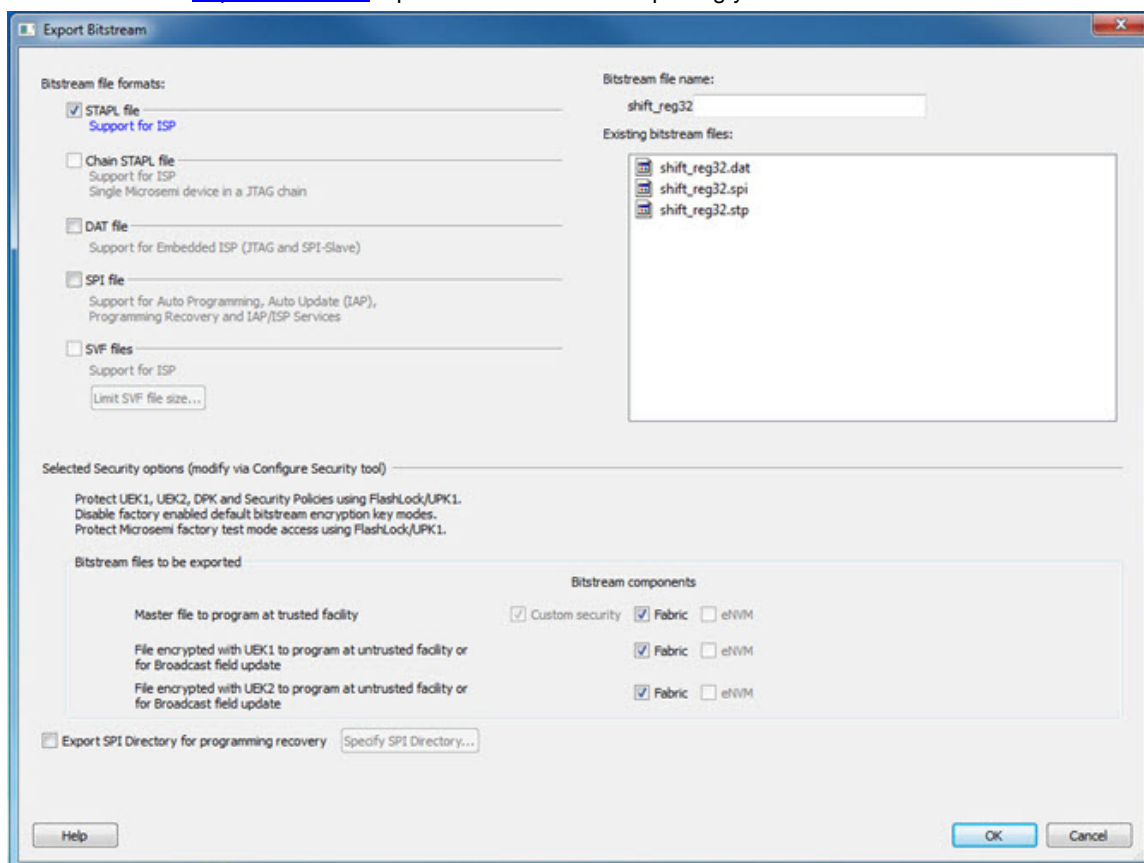 Export Bitstream
Bitstream file formats:
STAPL file
Support for ISP
Chain STAPL file
Support for ISP
Single Microsemi device in a JTAG chain
DAT file
Support for Embedded ISP (JTAG and SPI-Slave)
SPI file
Support for Auto Programming, Auto Update (IAP),
Programming Recovery and IAP/ISP Services
SVF files
Support for ISP
Limit SVF file size...
Bitstream file name:
shift_reg32
Existing bitstream files:
shift_reg32.dat
shift_reg32.spi
shift_reg32.stp
Selected Security options (modify via Configure Security tool)
Protect UEK1, UEK2, DPK and Security Policies using FlashLock/UPK1.
Disable factory enabled default bitstream encryption key modes.
Protect Microsemi factory test mode access using FlashLock/UPK1.
Bitstream files to be exported
Bitstream components
Master file to program at trusted facility Custom security Fabric eNVM
File encrypted with UEK1 to program at untrusted facility or
for Broadcast field update
Fabric eNVM
File encrypted with UEK2 to program at untrusted facility or
for Broadcast field update
Fabric eNVM
Export SPI Directory for programming recovery Specify SPI Directory...
Help OK Cancel